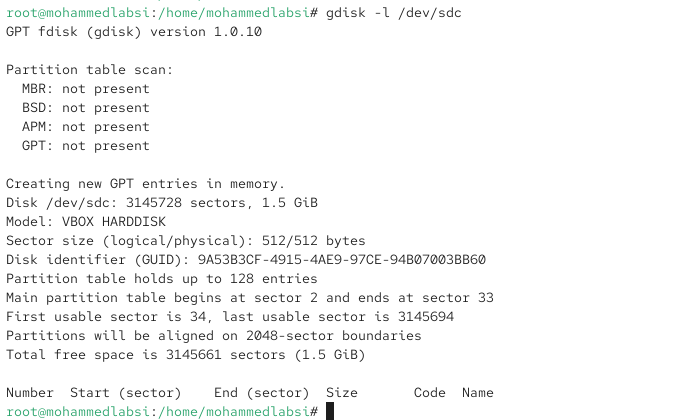 root@mohammedlabsi:/home/mohammedlabsi# gdisk -l /dev/sdc
GPT fdisk (gdisk) version 1.0.10

Partition table scan:
  MBR: not present
  BSD: not present
  APM: not present
  GPT: not present

Creating new GPT entries in memory.
Disk /dev/sdc: 3145728 sectors, 1.5 GiB
Model: VBOX HARDDISK
Sector size (logical/physical): 512/512 bytes
Disk identifier (GUID): 9A53B3CF-4915-4AE9-97CE-94B07003BB60
Partition table holds up to 128 entries
Main partition table begins at sector 2 and ends at sector 33
First usable sector is 34, last usable sector is 3145694
Partitions will be aligned on 2048-sector boundaries
Total free space is 3145661 sectors (1.5 GiB)

Number  Start (sector)    End (sector)  Size       Code  Name
root@mohammedlabsi:/home/mohammedlabsi#